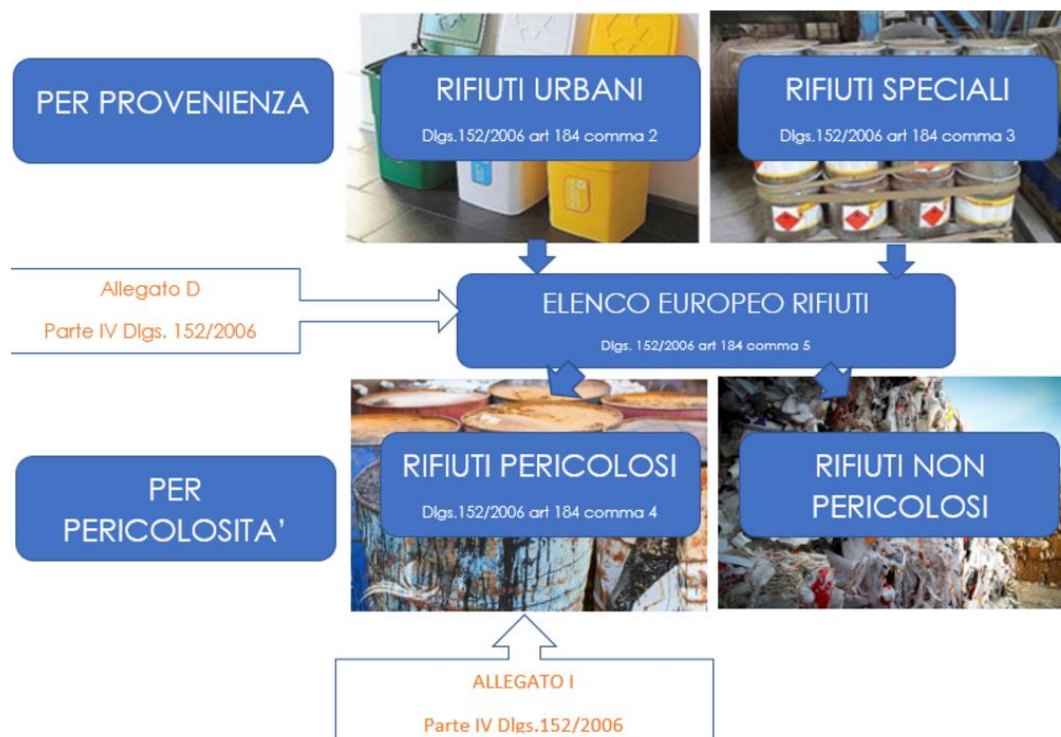 PER PROVENIENZA
RIFIUTI URBANI
Dlgs.152/2006 art 184 comma 2
RIFIUTI SPECIALI
Dlgs.152/2006 art 184 comma 3
Allegato D
Parte IV Dlgs. 152/2006
ELENCO EUROPEO RIFIUTI
Dlgs. 152/2006 art 184 comma 5
PER
PERICOLOSITA’
RIFIUTI PERICOLOSI
Dlgs.152/2006 art 184 comma 4
RIFIUTI NON
PERICOLOSI
ALLEGATO I
Parte IV Dlgs.152/2006